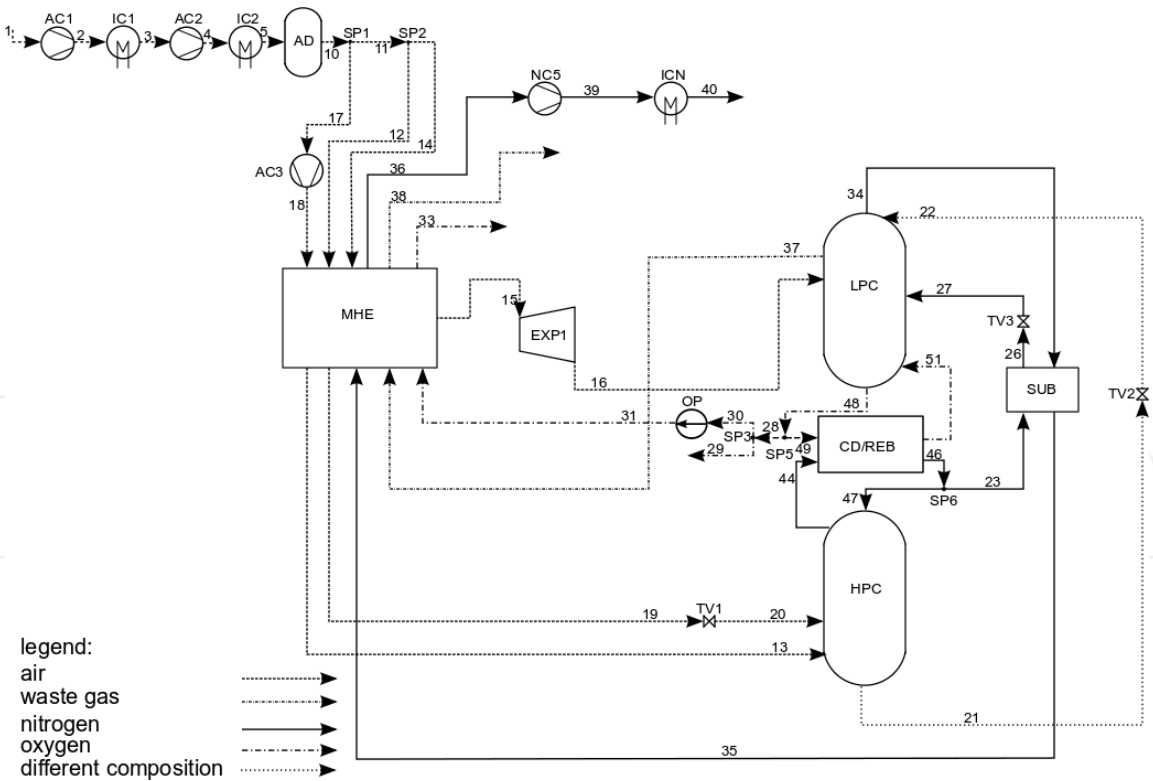 AC1 IC1 AC2 IC2
1 2 3 4 5 AD 10 SP1 11 SP2
NC5 ICN
39 40
17 12 14
36
AC3
18
38
33
34 22
37
MHE
15
EXP1
LPC
27
TV3
26
16
51
SUB
TV2
OP
48
31 30 28
SP3
29 SP5 49 CD/REB
46
44
47 SP6 23
HPC
19 TV1 20
13
21
35
legend:
air
waste gas
nitrogen
oxygen
different composition